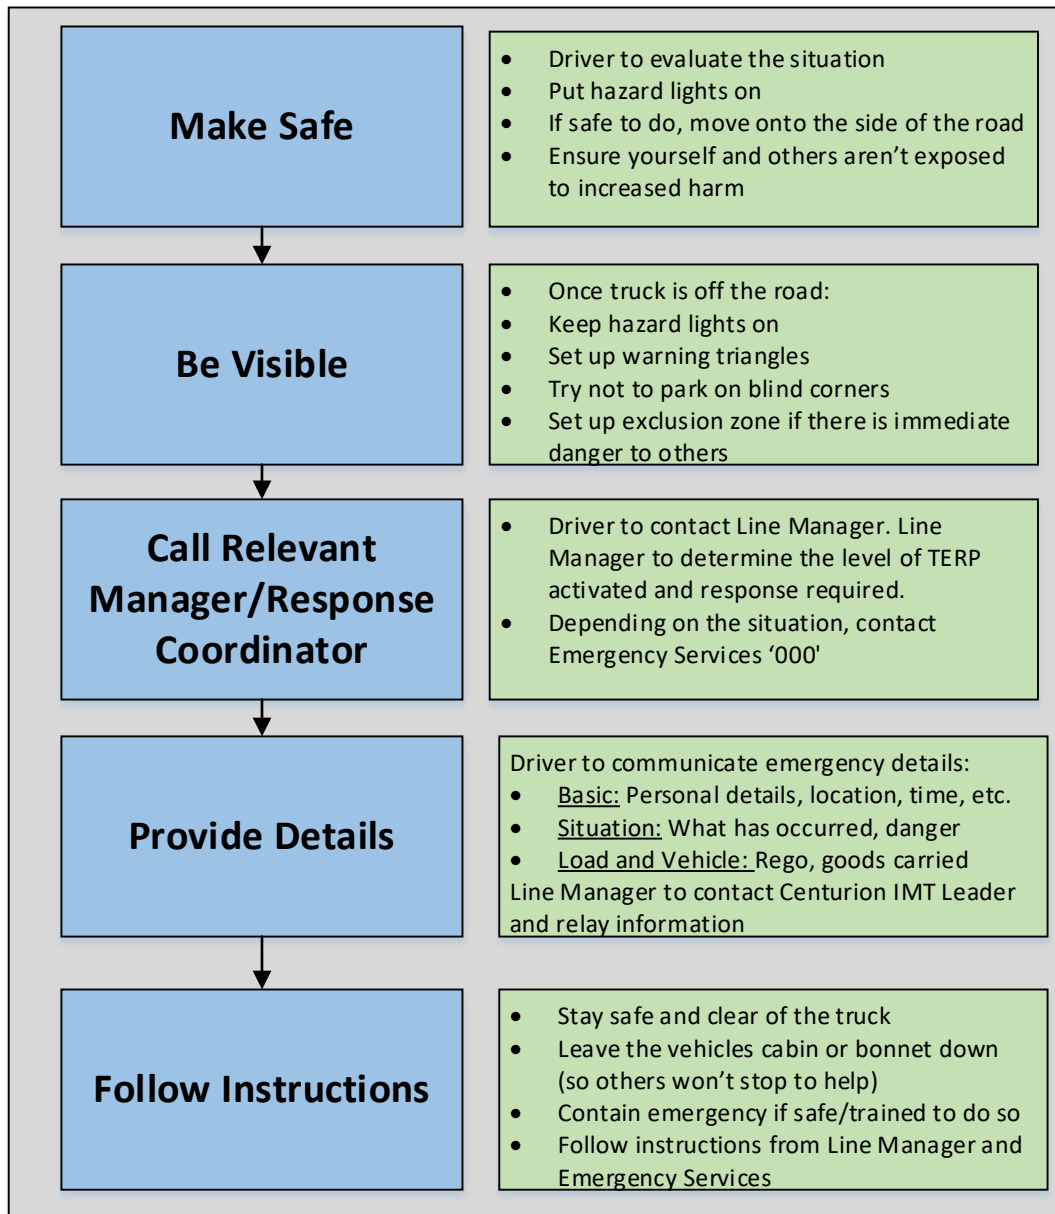 Make Safe
• Driver to evaluate the situation
• Put hazard lights on
• If safe to do, move onto the side of the road
• Ensure yourself and others aren’t exposed
to increased harm
Be Visible
• Once truck is off the road:
• Keep hazard lights on
• Set up warning triangles
• Try not to park on blind corners
• Set up exclusion zone if there is immediate
danger to others
Call Relevant
Manager/Response
Coordinator
• Driver to contact Line Manager. Line
Manager to determine the level of TERP
activated and response required.
• Depending on the situation, contact
Emergency Services ‘000'
Provide Details
Driver to communicate emergency details:
• Basic: Personal details, location, time, etc.
• Situation: What has occurred, danger
• Load and Vehicle: Rego, goods carried
Line Manager to contact Centurion IMT Leader
and relay information
Follow Instructions
• Stay safe and clear of the truck
• Leave the vehicles cabin or bonnet down
(so others won’t stop to help)
• Contain emergency if safe/trained to do so
• Follow instructions from Line Manager and
Emergency Services